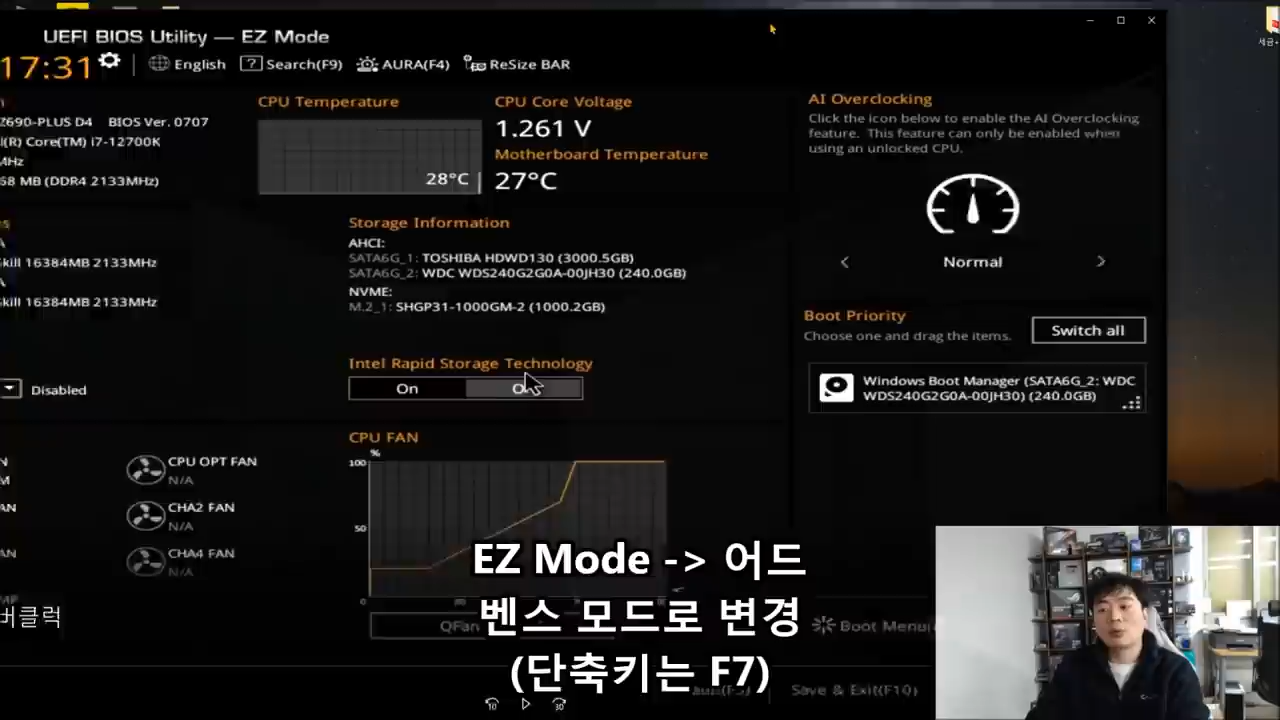 UEFI BIOS Utility — EZ Mode
17:31
English
Search(F9)
AURA(F4)
ReSize BAR
Z690-PLUS D4 BIOS Ver. 0707
(R) Core(TM) i7-12700K
MHz
68 MB (DDR4 2133MHz)
CPU Temperature
28°C
CPU Core Voltage
1.261 V
Motherboard Temperature
27°C
AI Overclocking
Click the icon below to enable the AI Overclocking
feature. This feature can only be enabled when
using an unlocked CPU.
Normal
kill 16384MB 2133MHz
kill 16384MB 2133MHz
Storage Information
AHCI:
SATA6G_1: TOSHIBA HDWD130 (3000.5GB)
SATA6G_2: WDC WDS240G2G0A-00JH30 (240.0GB)
NVME:
M.2_1: SHGP31-1000GM-2 (1000.2GB)
Disabled
Intel Rapid Storage Technology
On
Boot Priority
Choose one and drag the items.
Switch all
Windows Boot Manager (SATA6G_2: WDC
WDS240G2G0A-00JH30) (240.0GB)
CPU OPT FAN
N/A
CHA2 FAN
N/A
CHA4 FAN
N/A
CPU FAN
%
100
50
0
QFan
버클럭
EZ Mode -> 어드
벤스 모드로 변경
(단축키는 F7)
Boot Menu
Save & Exit(F10)
10
30